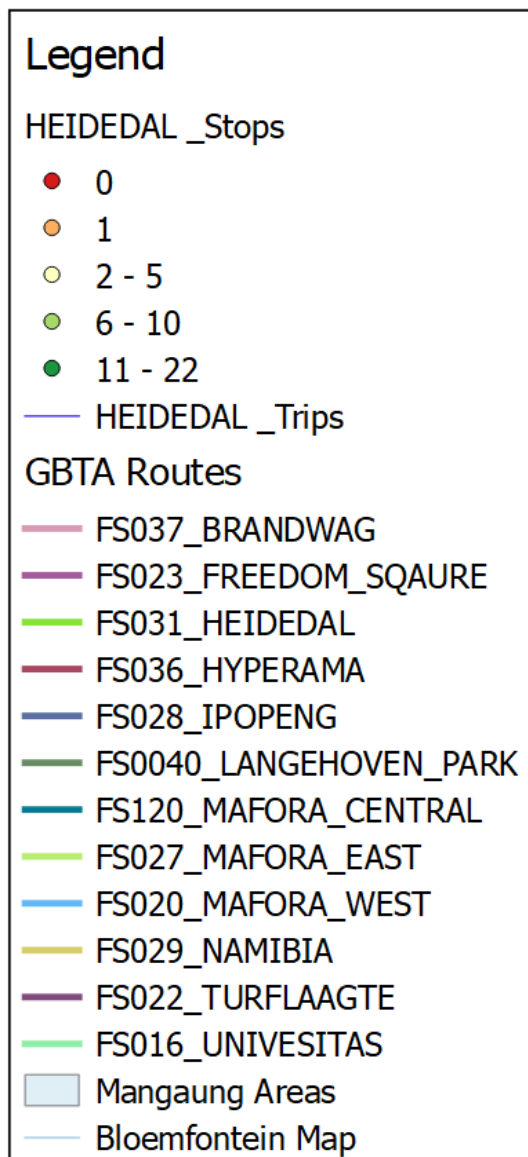 Legend
HEIDEDAL _Stops
0
1
2 - 5
6 - 10
11 - 22
HEIDEDAL _Trips
GBTA Routes
FS037_BRANDWAG
FS023_FREEDOM_SQAURE
FS031_HEIDEDAL
FS036_HYPERAMA
FS028_IPOPENG
FS0040_LANGEHOVEN_PARK
FS120_MAFORA_CENTRAL
FS027_MAFORA_EAST
FS020_MAFORA_WEST
FS029_NAMIBIA
FS022_TURFLAAGTE
FS016_UNIVESITAS
Mangaung Areas
Bloemfontein Map